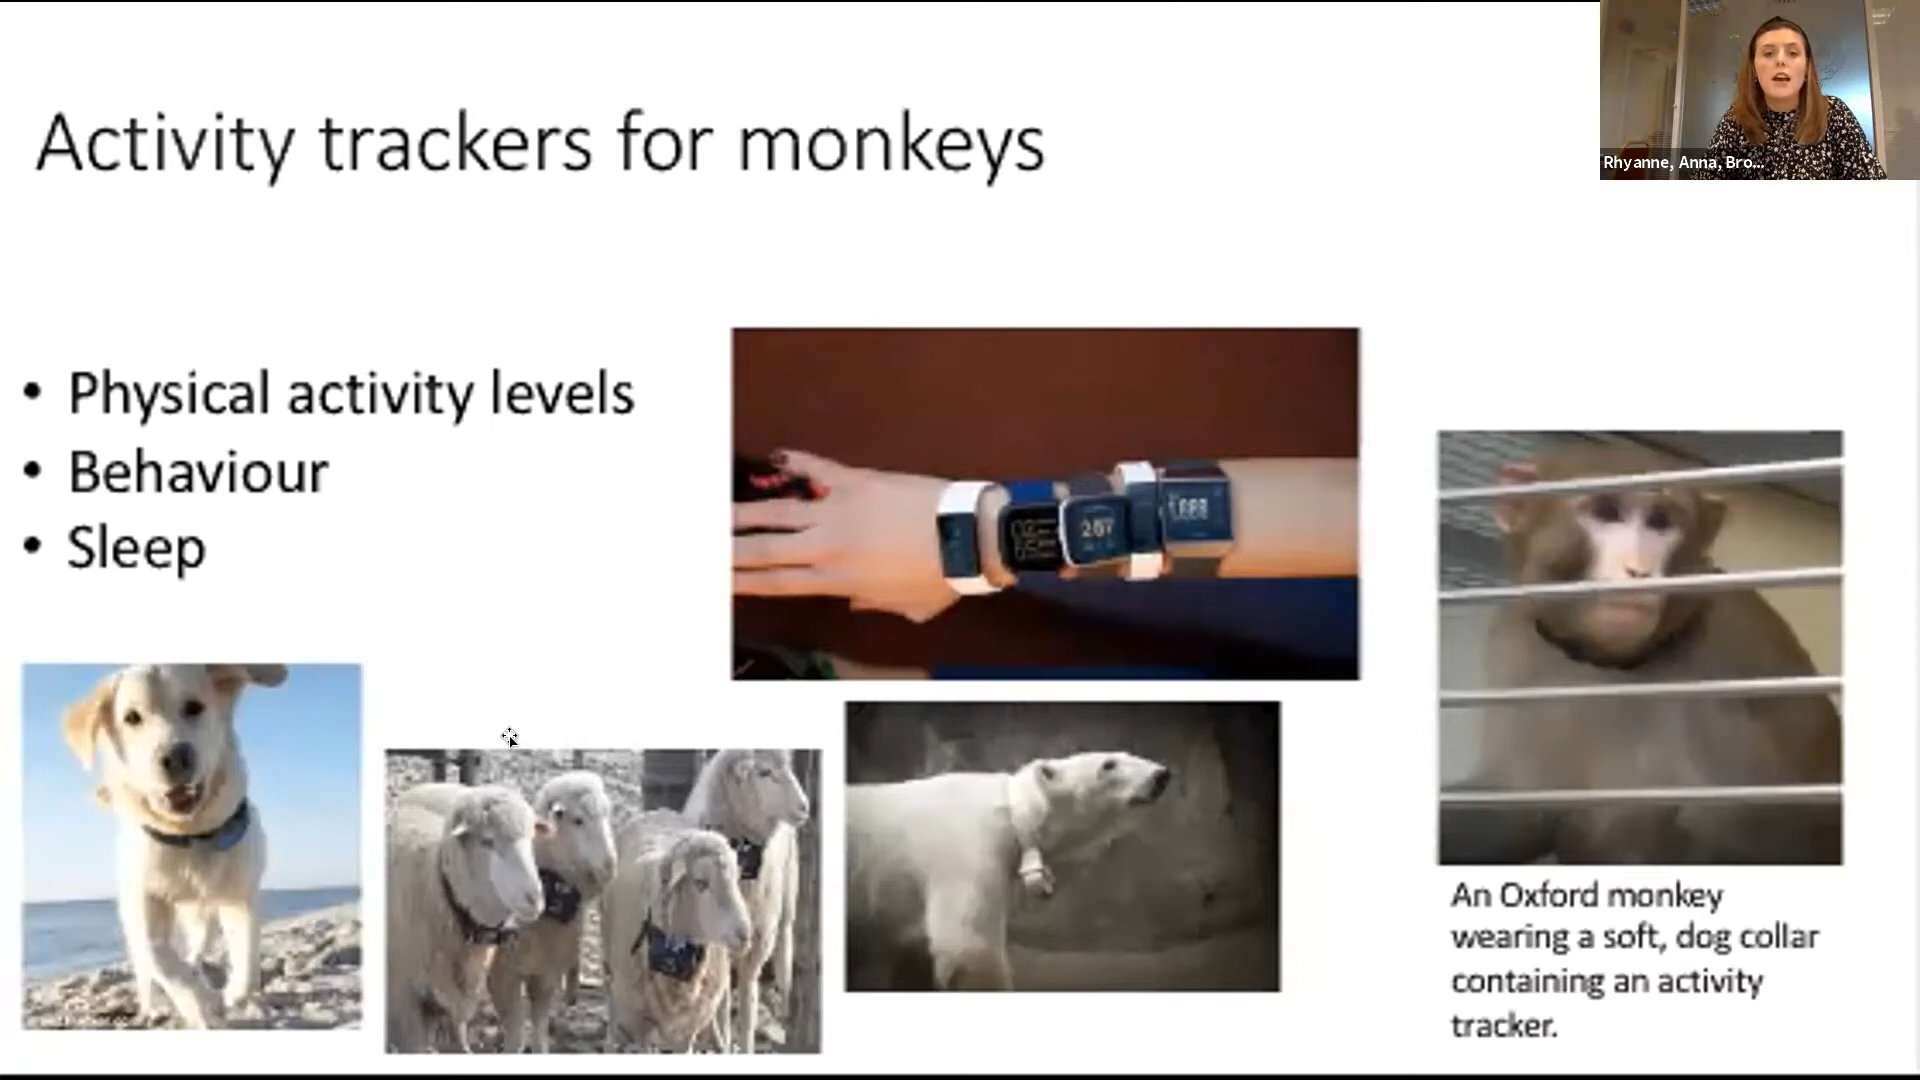 Rhyanne, Anna, Bro...
Activity trackers for monkeys
• Physical activity levels
• Behaviour
• Sleep
267
An Oxford monkey
wearing a soft, dog collar
containing an activity
tracker.